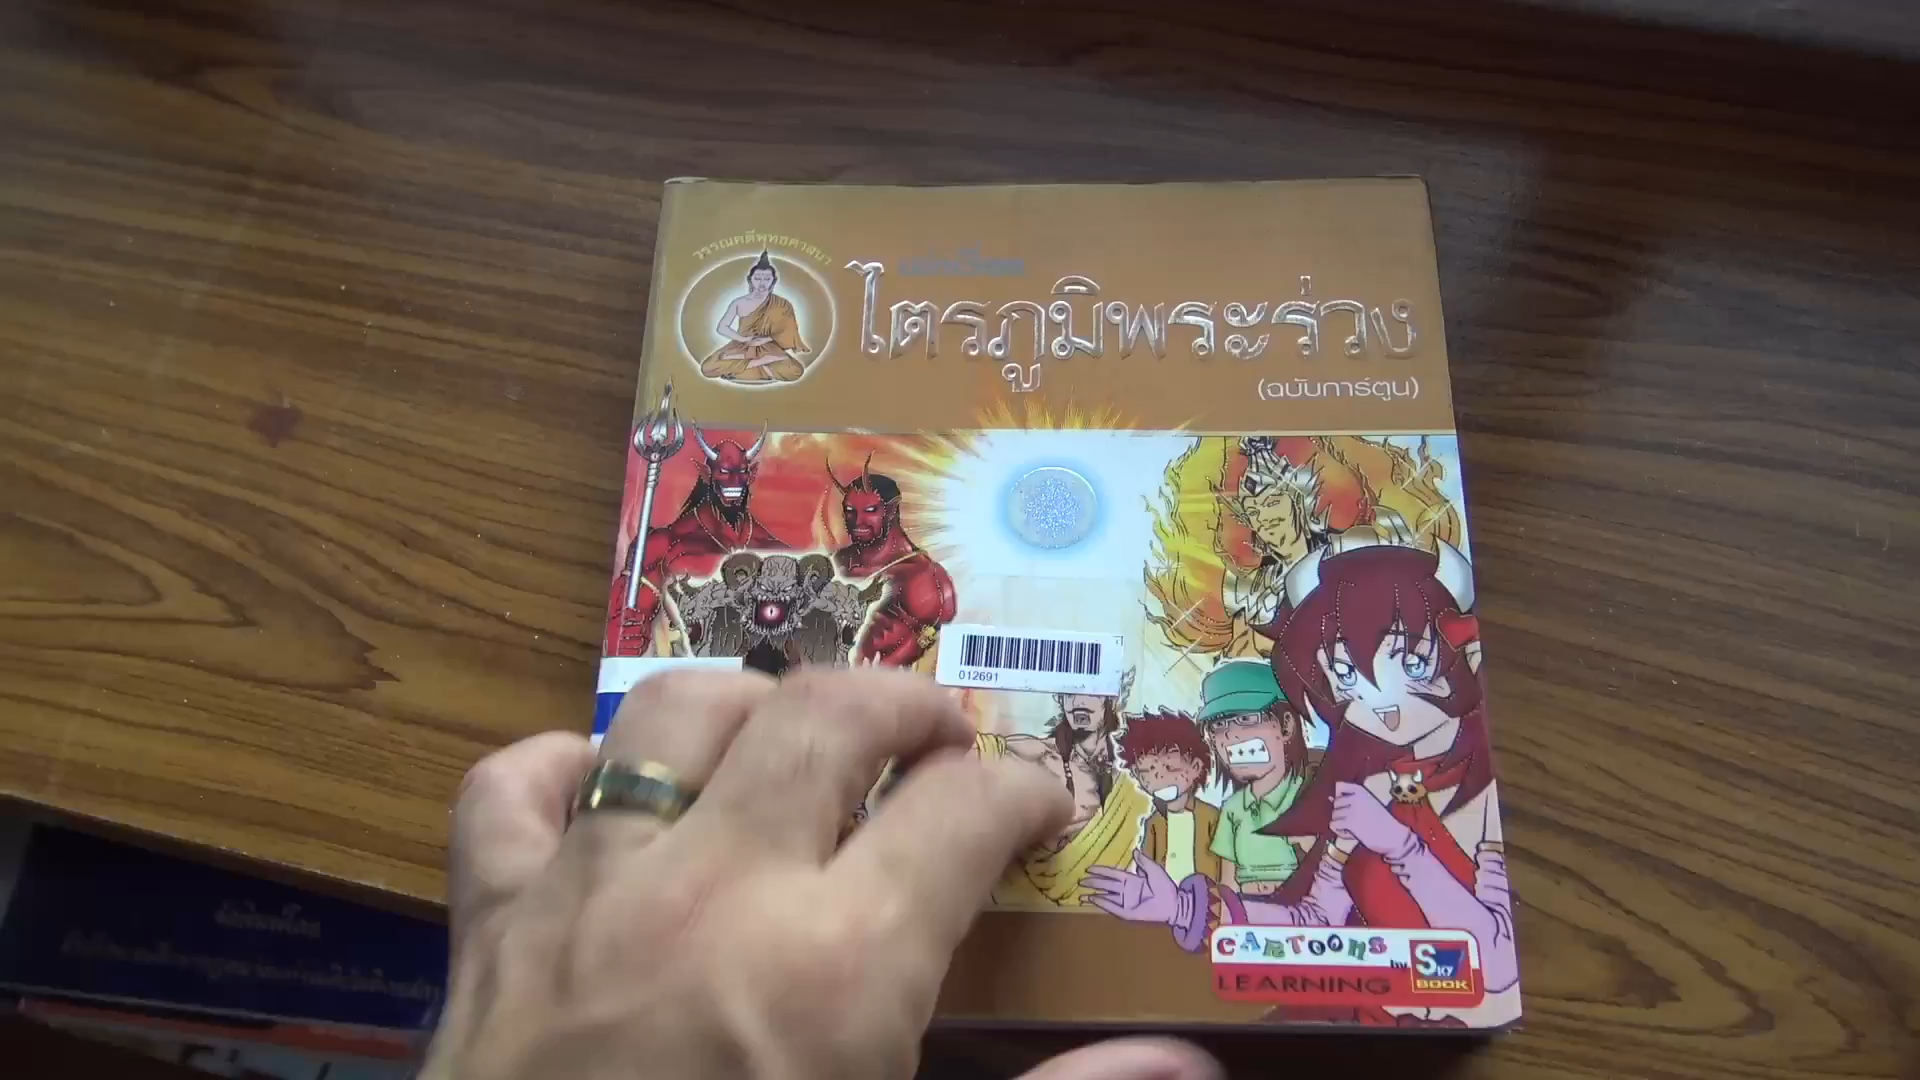 วรรณคดีพุทธศาสนา
ไตรภูมิพระร่วง
(ฉบับการ์ตูน)
012691
CARTOONS
by
LEARNING
SKY
BOOK